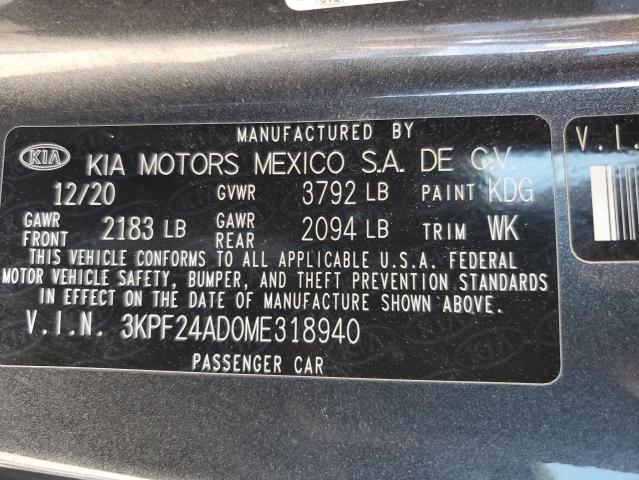 MANUFACTURED BY
KIA KIA MOTORS MEXICO S.A. DE C.V.
12/20 GVWR 3792 LB PAINT KDG
GAWR FRONT 2183 LB GAWR REAR 2094 LB TRIM WK
THIS VEHICLE CONFORMS TO ALL APPLICABLE U.S.A. FEDERAL
MOTOR VEHICLE SAFETY, BUMPER, AND THEFT PREVENTION STANDARDS
IN EFFECT ON THE DATE OF MANUFACTURE SHOWN ABOVE.
V.I.N. 3KPF24AD0ME318940
PASSENGER CAR
V.I.